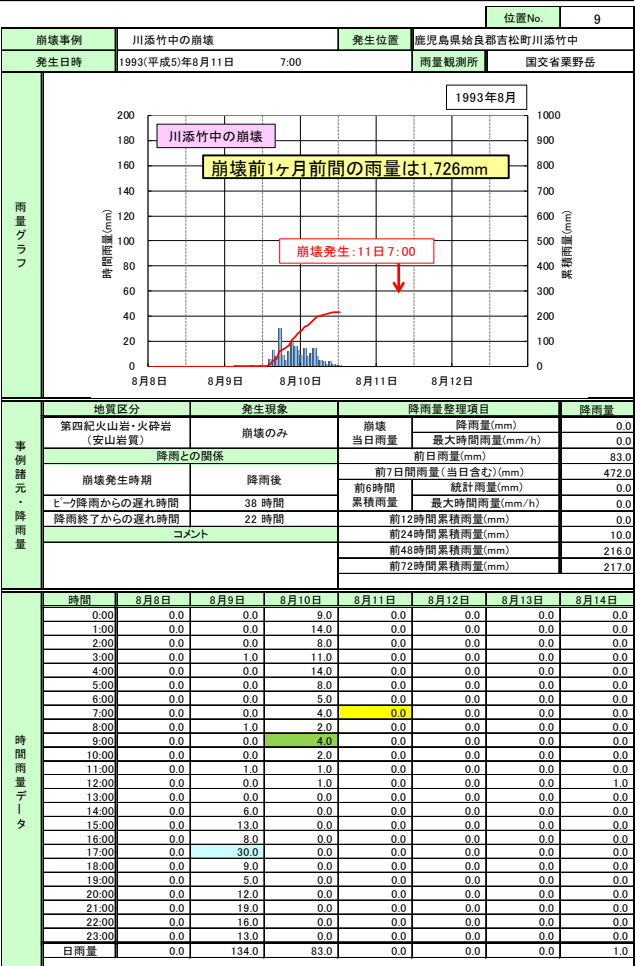 位置No. 9
崩壊事例 川添竹中の崩壊 発生位置 鹿児島県姶良郡吉松町川添竹中
発生日時 1993(平成5)年8月11日 7:00 雨量観測所 国交省栗野岳
雨量グラフ
1993年8月
川添竹中の崩壊
崩壊前1ヶ月前間の雨量は1,726mm
崩壊発生:11日 7:00
時間雨量(mm)
200
180
160
140
120
100
80
60
40
20
0
累積雨量(mm)
1000
900
800
700
600
500
400
300
200
100
0
8月8日 8月9日 8月10日 8月11日 8月12日
事例諸元・降雨量
地質区分 発生現象 降雨量整理項目 降雨量
第四紀火山岩・火砕岩
(安山岩質)
崩壊のみ
崩壊
当日雨量
降雨量(mm) 0.0
最大時間雨量(mm/h) 0.0
降雨との関係 前日雨量(mm) 83.0
崩壊発生時期 降雨後 前7日間雨量(当日含む)(mm) 472.0
前6時間
累積雨量
統計雨量(mm) 0.0
ピーク降雨からの遅れ時間 38 時間 最大時間雨量(mm/h) 0.0
降雨終了からの遅れ時間 22 時間 前12時間累積雨量(mm) 0.0
コメント 前24時間累積雨量(mm) 10.0
前48時間累積雨量(mm) 216.0
前72時間累積雨量(mm) 217.0
時間雨量データ
時間 8月8日 8月9日 8月10日 8月11日 8月12日 8月13日 8月14日
0:00 0.0 0.0 9.0 0.0 0.0 0.0 0.0
1:00 0.0 0.0 14.0 0.0 0.0 0.0 0.0
2:00 0.0 0.0 8.0 0.0 0.0 0.0 0.0
3:00 0.0 1.0 11.0 0.0 0.0 0.0 0.0
4:00 0.0 0.0 14.0 0.0 0.0 0.0 0.0
5:00 0.0 0.0 8.0 0.0 0.0 0.0 0.0
6:00 0.0 0.0 5.0 0.0 0.0 0.0 0.0
7:00 0.0 0.0 4.0 0.0 0.0 0.0 0.0
8:00 0.0 1.0 2.0 0.0 0.0 0.0 0.0
9:00 0.0 0.0 4.0 0.0 0.0 0.0 0.0
10:00 0.0 0.0 2.0 0.0 0.0 0.0 0.0
11:00 0.0 1.0 1.0 0.0 0.0 0.0 0.0
12:00 0.0 0.0 1.0 0.0 0.0 0.0 1.0
13:00 0.0 0.0 0.0 0.0 0.0 0.0 0.0
14:00 0.0 6.0 0.0 0.0 0.0 0.0 0.0
15:00 0.0 13.0 0.0 0.0 0.0 0.0 0.0
16:00 0.0 8.0 0.0 0.0 0.0 0.0 0.0
17:00 0.0 30.0 0.0 0.0 0.0 0.0 0.0
18:00 0.0 9.0 0.0 0.0 0.0 0.0 0.0
19:00 0.0 5.0 0.0 0.0 0.0 0.0 0.0
20:00 0.0 12.0 0.0 0.0 0.0 0.0 0.0
21:00 0.0 19.0 0.0 0.0 0.0 0.0 0.0
22:00 0.0 16.0 0.0 0.0 0.0 0.0 0.0
23:00 0.0 13.0 0.0 0.0 0.0 0.0 0.0
日雨量 0.0 134.0 83.0 0.0 0.0 0.0 1.0